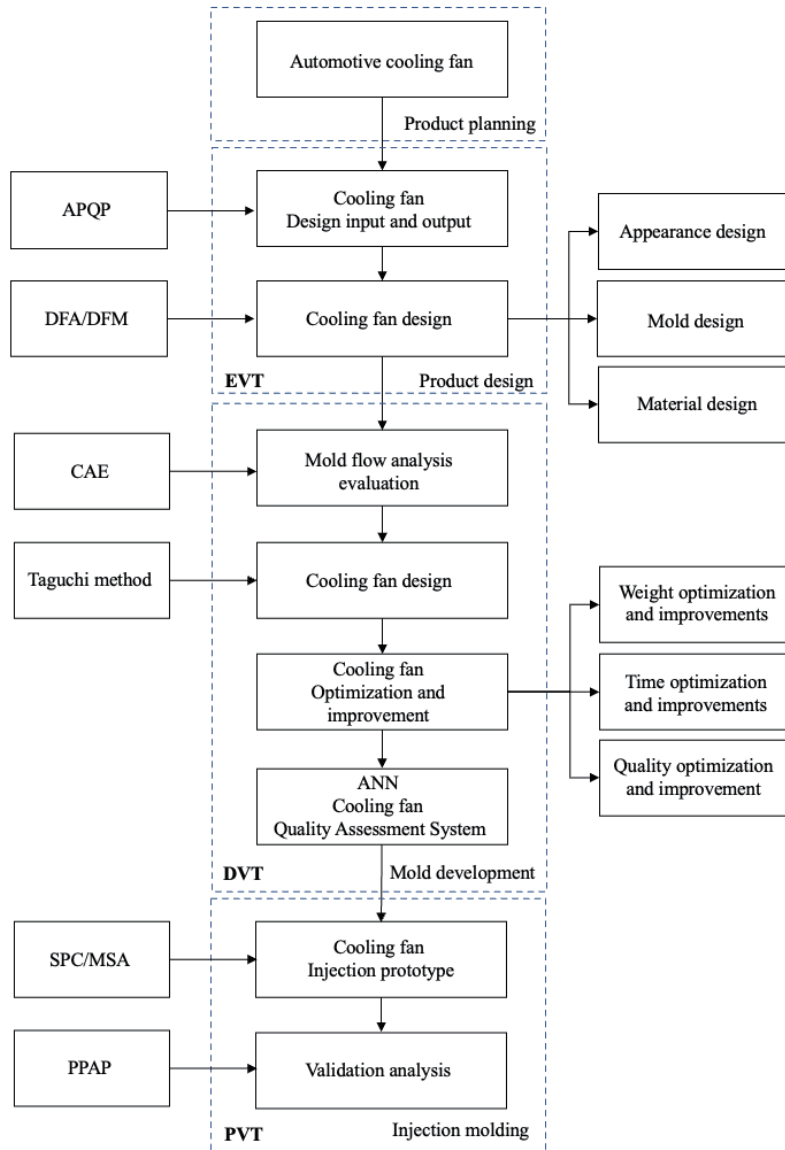 Automotive cooling fan
Product planning
APQP
Cooling fan
Design input and output
Appearance design
DFA/DFM
Cooling fan design
Mold design
EVT
Product design
Material design
CAE
Mold flow analysis
evaluation
Taguchi method
Cooling fan design
Weight optimization
and improvements
Cooling fan
Optimization and
improvement
Time optimization
and improvements
ANN
Cooling fan
Quality Assessment System
Quality optimization
and improvement
DVT
Mold development
SPC/MSA
Cooling fan
Injection prototype
PPAP
Validation analysis
PVT
Injection molding